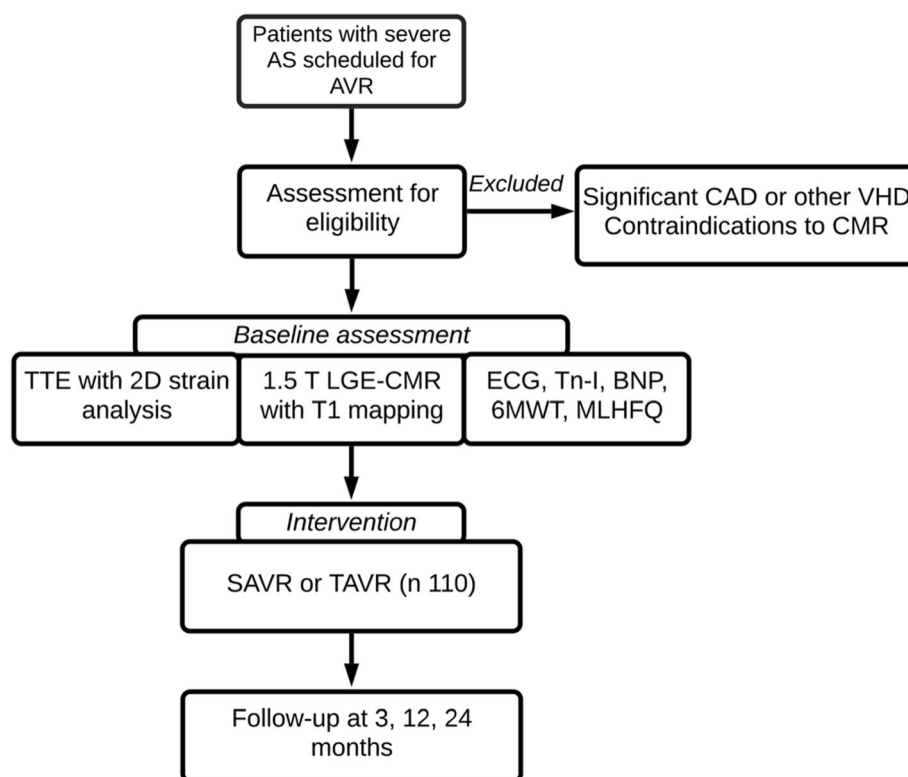 Patients with severe
AS scheduled for
AVR
Assessment for
eligibility
Excluded
Significant CAD or other VHD
Contraindications to CMR
Baseline assessment
TTE with 2D strain
analysis
1.5 T LGE-CMR
with T1 mapping
ECG, Tn-I, BNP,
6MWT, MLHFQ
Intervention
SAVR or TAVR (n 110)
Follow-up at 3, 12, 24
months